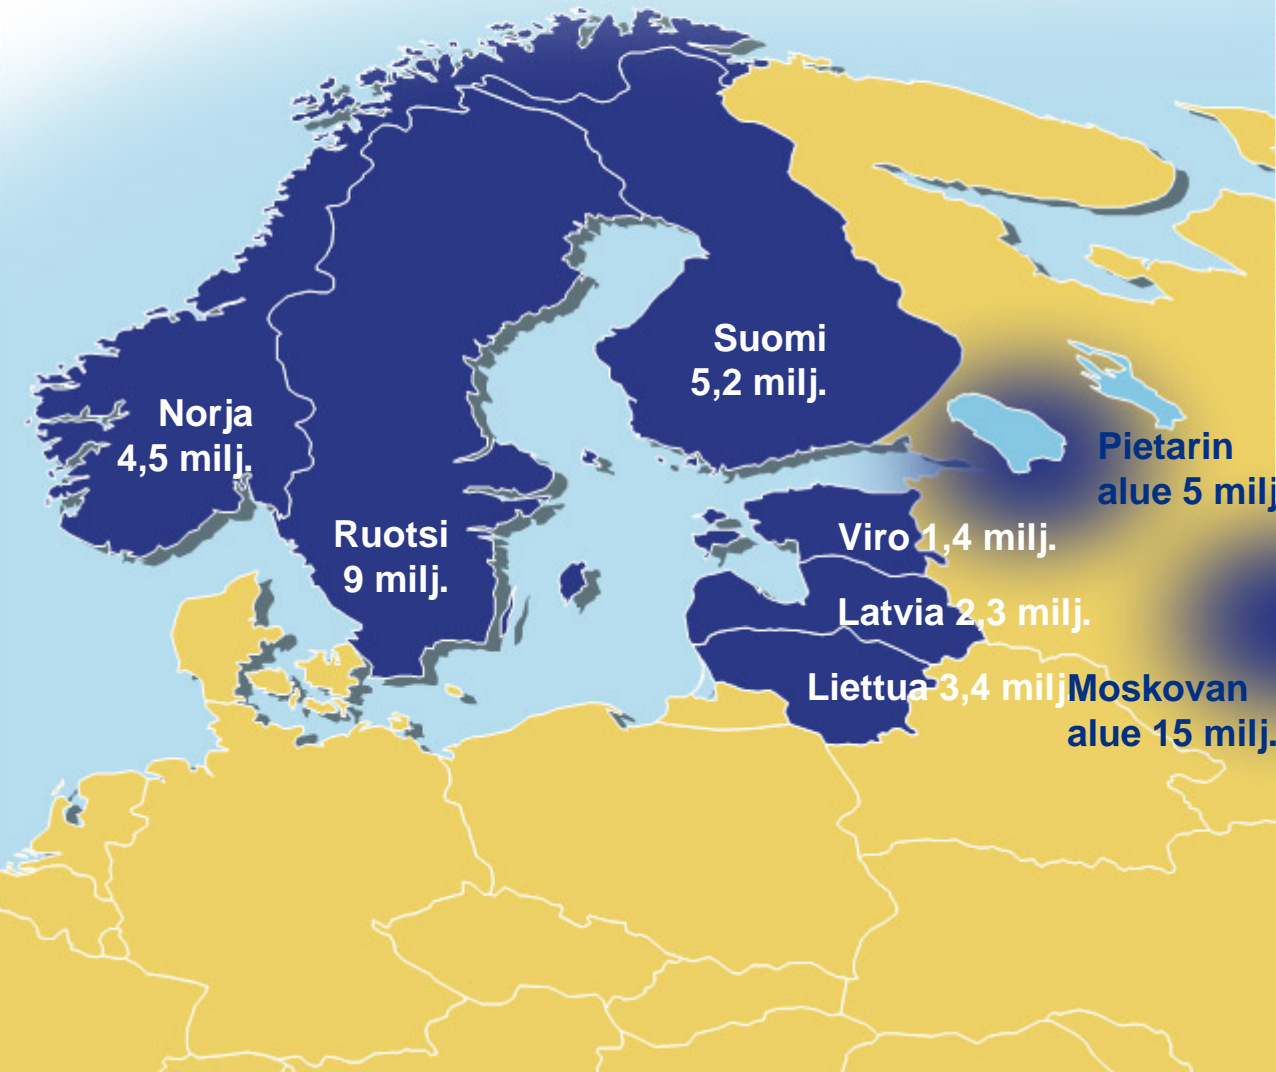 Suomi
5,2 milj.
Norja
4,5 milj.
Pietarin
alue 5 milj
Ruotsi
9 milj.
Viro 1,4 milj.
Latvia 2,3 milj.
Liettua 3,4 milj
Moskovan
alue 15 milj.